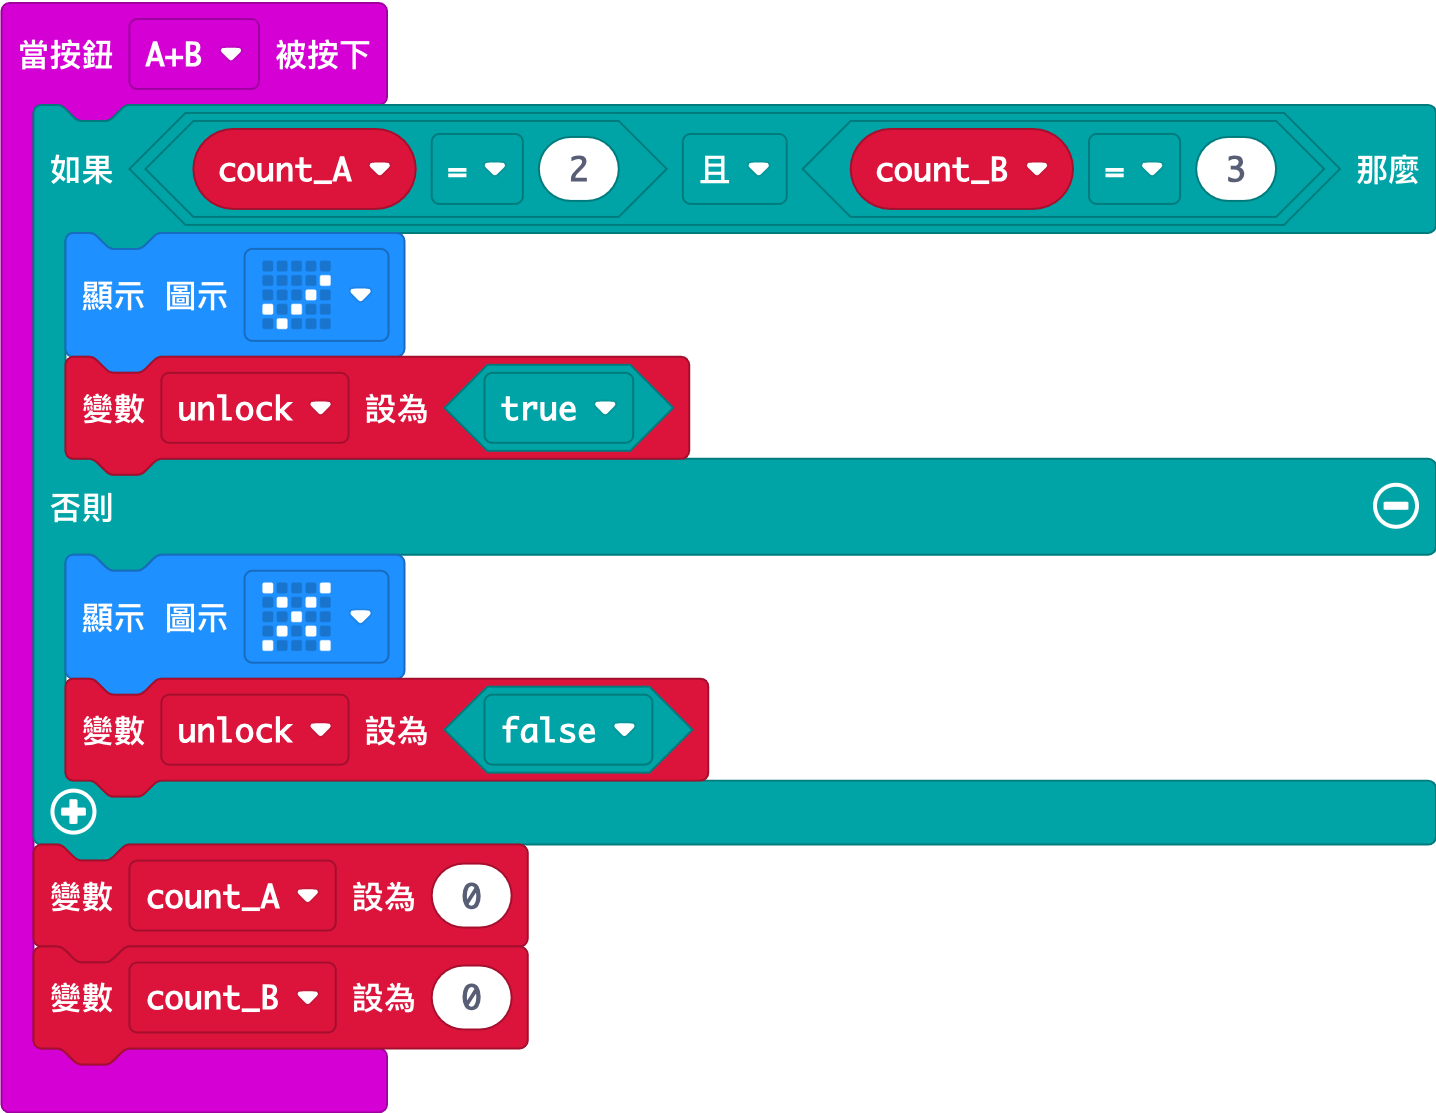 當按鈕 A+B 被按下
如果 count_A = 2 且 count_B = 3 那麼
顯示 圖示
變數 unlock 設為 true
否則
顯示 圖示
變數 unlock 設為 false
變數 count_A 設為 0
變數 count_B 設為 0